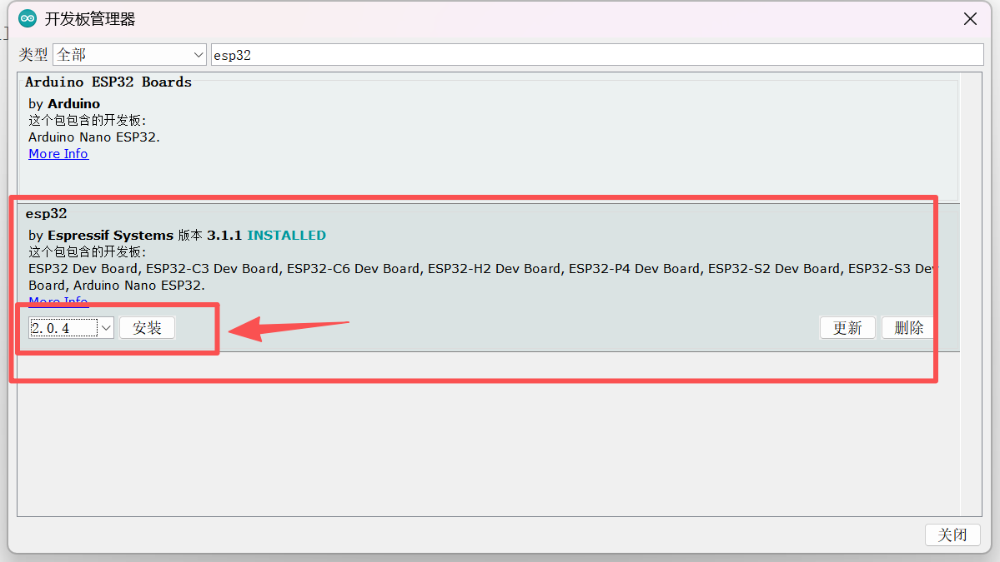 开发板管理器
类型 全部 esp32
Arduino ESP32 Boards
by Arduino
这个包包含的开发板:
Arduino Nano ESP32.
More Info
esp32
by Espressif Systems 版本 3.1.1 INSTALLED
这个包包含的开发板:
ESP32 Dev Board, ESP32-C3 Dev Board, ESP32-C6 Dev Board, ESP32-H2 Dev Board, ESP32-P4 Dev Board, ESP32-S2 Dev Board, ESP32-S3 Dev
Board, Arduino Nano ESP32.
More Info
2.0.4 安装 更新 删除
关闭